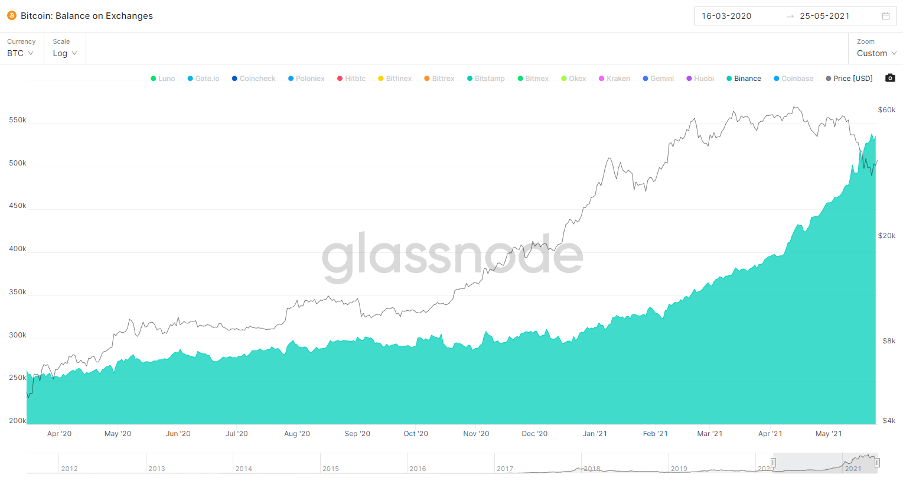 Bitcoin: Balance on Exchanges
16-03-2020 → 25-05-2021
Currency
BTC
Scale
Log
Zoom
Custom
Luno Gate.io Coincheck Poloniex Hitbtc Bitfinex Bittrex Bitstamp Bitmex Okex Kraken Gemini Huobi Binance Coinbase Price [USD]
550k
500k
450k
400k
350k
300k
250k
200k
$60k
$20k
$8k
$4k
glassnode
Apr '20 May '20 Jun '20 Jul '20 Aug '20 Sep '20 Oct '20 Nov '20 Dec '20 Jan '21 Feb '21 Mar '21 Apr '21 May '21
2012 2013 2014 2015 2016 2017 2018 2019 2021